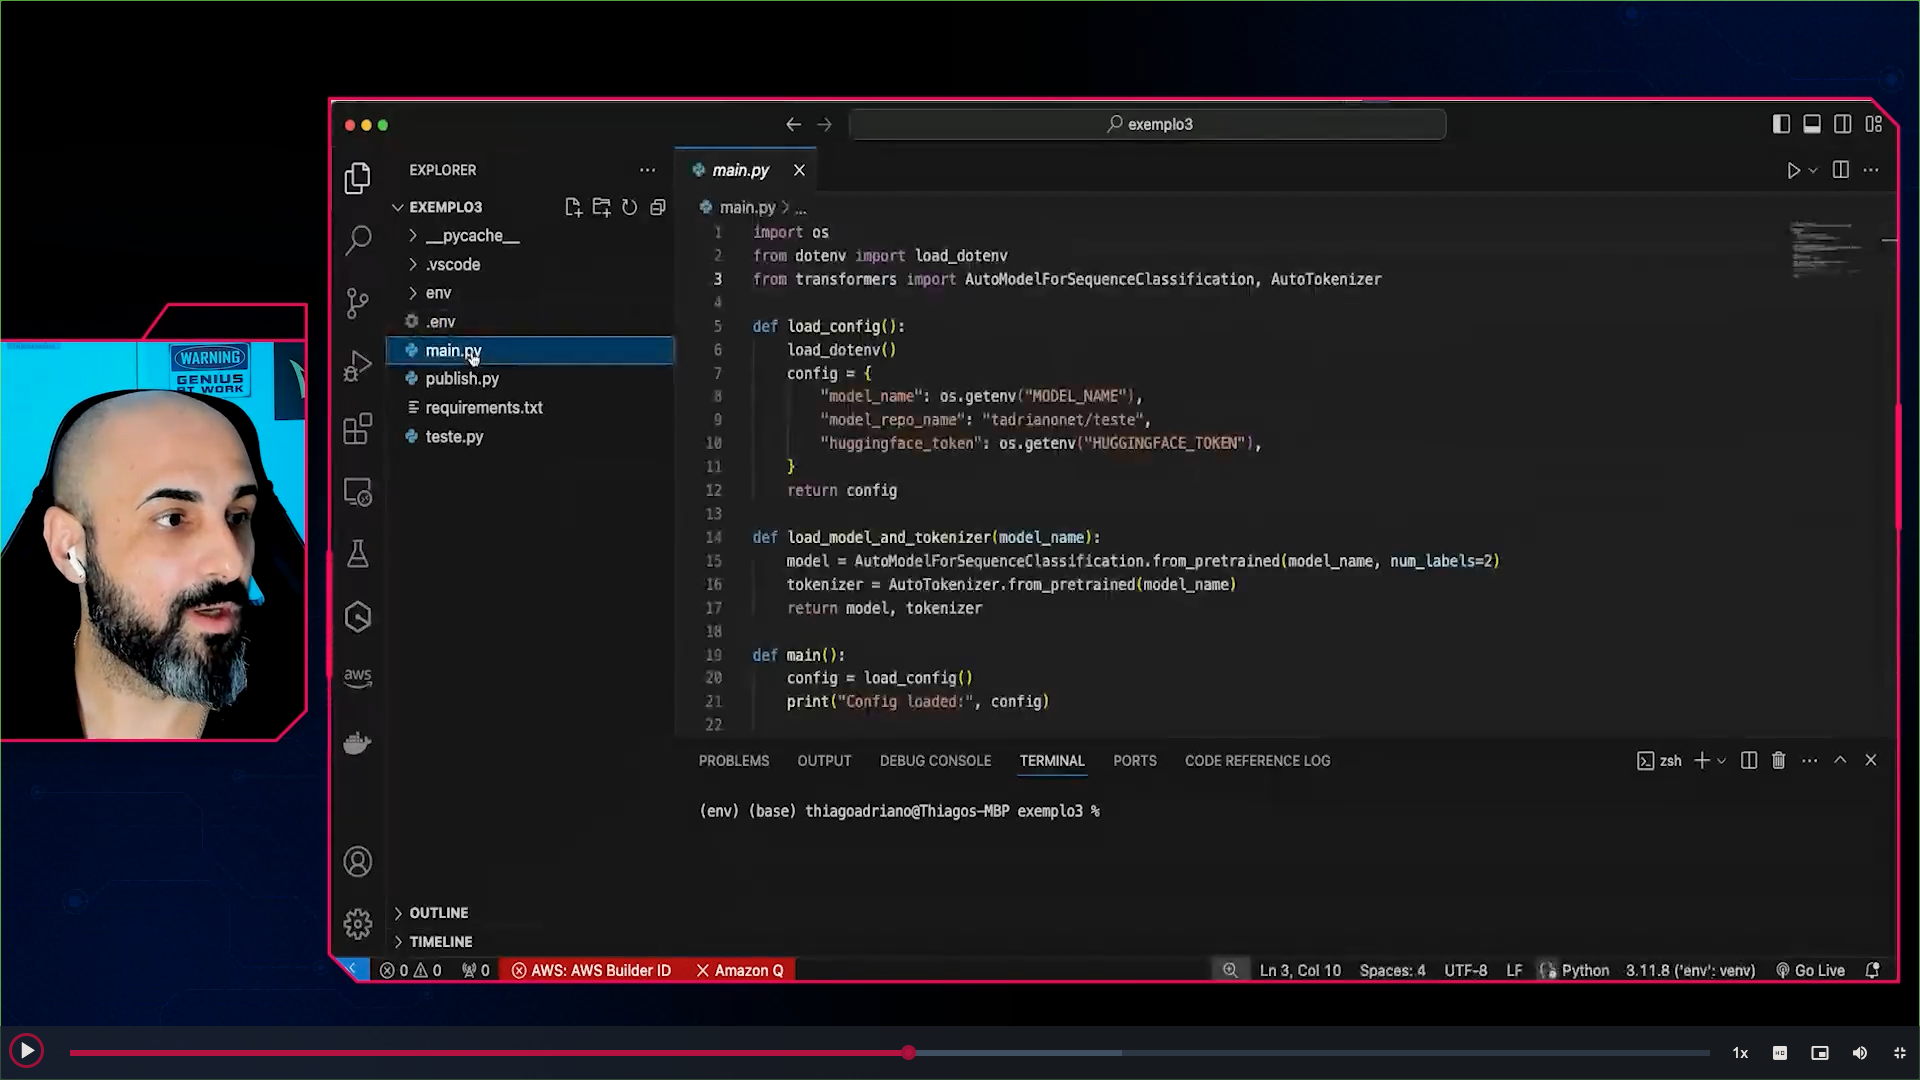 exemplo3
EXPLORER
main.py
EXEMPLO3
main.py > ...
__pycache__
.vscode
env
.env
main.py
publish.py
requirements.txt
teste.py
1 import os
2 from dotenv import load_dotenv
3 from transformers import AutoModelForSequenceClassification, AutoTokenizer
4
5 def load_config():
6 load_dotenv()
7 config = {
8 "model_name": os.getenv("MODEL_NAME"),
9 "model_repo_name": "tadrianonet/teste",
10 "huggingface_token": os.getenv("HUGGINGFACE_TOKEN"),
11 }
12 return config
13
14 def load_model_and_tokenizer(model_name):
15 model = AutoModelForSequenceClassification.from_pretrained(model_name, num_labels=2)
16 tokenizer = AutoTokenizer.from_pretrained(model_name)
17 return model, tokenizer
18
19 def main():
20 config = load_config()
21 print("Config loaded:", config)
22
WARNING
GENIUS
AT WORK
aws
PROBLEMS OUTPUT DEBUG CONSOLE TERMINAL PORTS CODE REFERENCE LOG
zsh
(env) (base) thiagoadriano@Thiagos-MBP exemplo3 %
OUTLINE
TIMELINE
0 0 0 AWS: AWS Builder ID Amazon Q Ln 3, Col 10 Spaces: 4 UTF-8 LF Python 3.11.8 ('env': venv) Go Live
1x